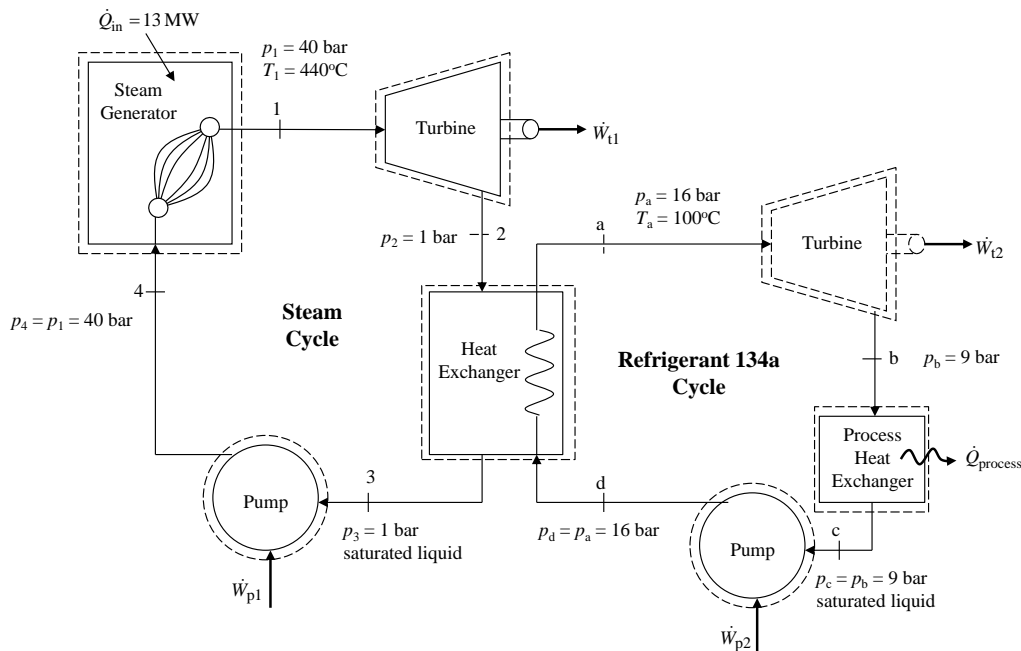 Q̇in = 13 MW
p1 = 40 bar
T1 = 440°C
Steam
Generator
1
Turbine
Ẇt1
pa = 16 bar
Ta = 100°C
p2 = 1 bar
2
a
Turbine
Ẇt2
4
p4 = p1 = 40 bar
Steam
Cycle
Heat
Exchanger
Refrigerant 134a
Cycle
b
pb = 9 bar
Process
Heat
Exchanger
Q̇process
Pump
3
p3 = 1 bar
saturated liquid
d
pd = pa = 16 bar
Pump
c
pc = pb = 9 bar
saturated liquid
Ẇp1
Ẇp2